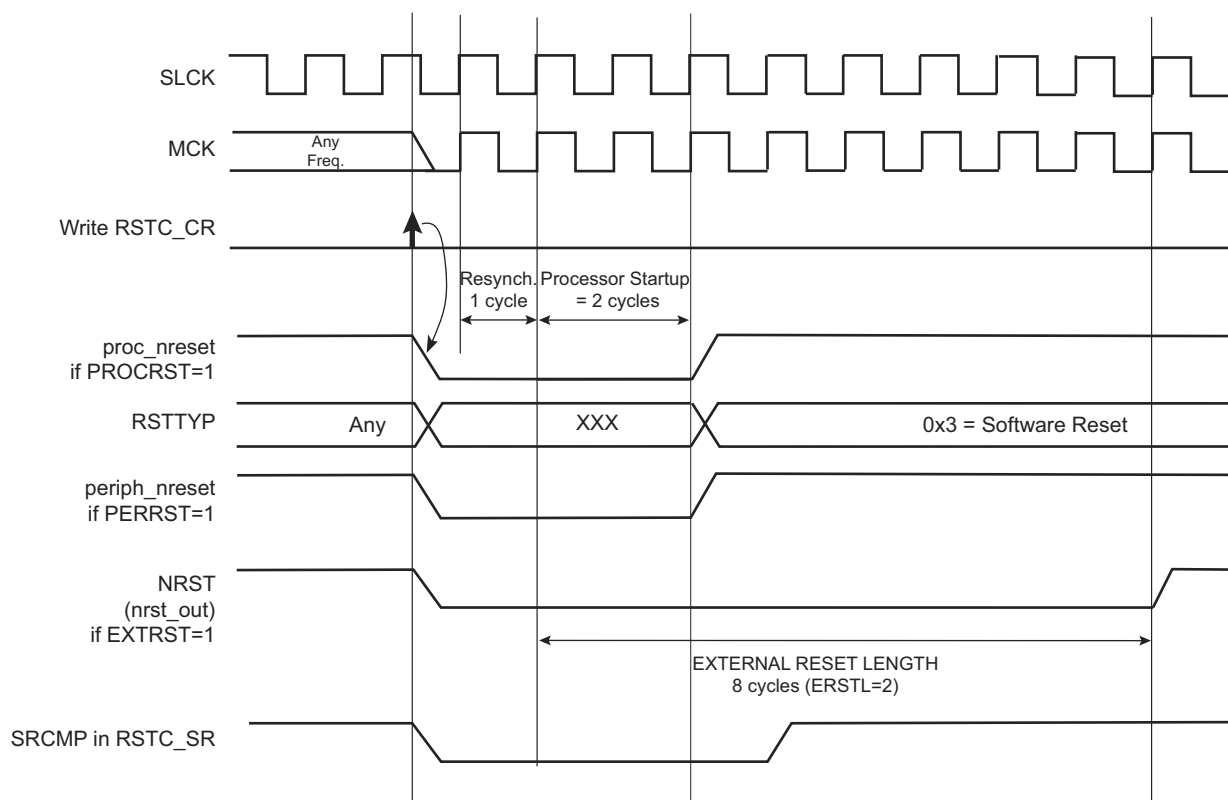 SLCK
MCK
Any
Freq.
Write RSTC_CR
Resynch.
1 cycle
Processor Startup
= 2 cycles
proc_nreset
if PROCRST=1
RSTTYP
Any
XXX
0x3 = Software Reset
periph_nreset
if PERRST=1
NRST
(nrst_out)
if EXTRST=1
EXTERNAL RESET LENGTH
8 cycles (ERSTL=2)
SRCMP in RSTC_SR